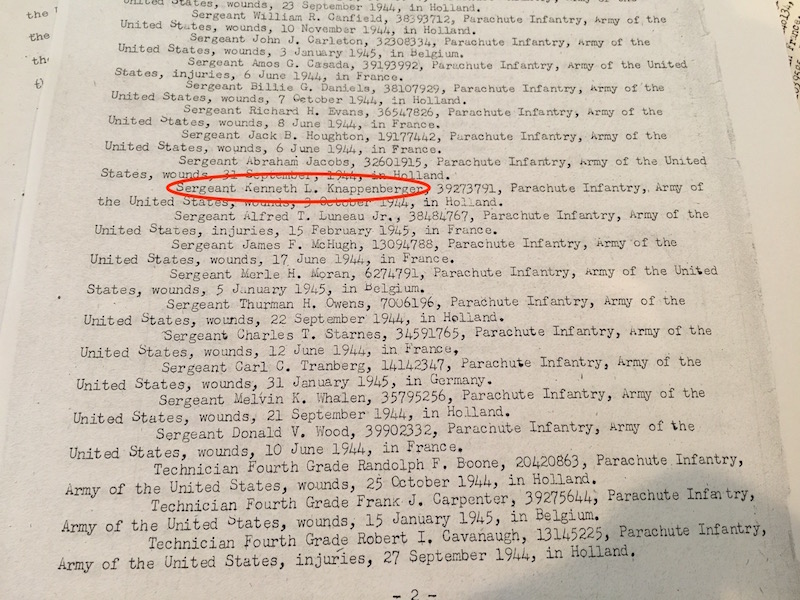 United States, wounds, 23 September 1944, in Holland.
Sergeant William R. Canfield, 38393712, Parachute Infantry, Army of the
United States, wounds, 10 November 1944, in Holland.
Sergeant John J. Carleton, 32308334, Parachute Infantry, Army of the
United States, wounds, 3 January 1945, in Belgium.
Sergeant Amos G. Casada, 39193992, Parachute Infantry, Army of the United
States, injuries, 6 June 1944, in France.
Sergeant Billie G. Daniels, 38107929, Parachute Infantry, Army of the
United States, wounds, 7 October 1944, in Holland.
Sergeant Richard H. Evans, 36547826, Parachute Infantry, Army of the
United States, wounds, 8 June 1944, in France.
Sergeant Jack B. Houghton, 19177442, Parachute Infantry, Army of the
United States, wounds, 6 June 1944, in France.
Sergeant Abraham Jacobs, 32601915, Parachute Infantry, Army of the United
States, wounds, 31 September, 1944, in Holland.
Sergeant Kenneth L. Knappenberger, 39273791, Parachute Infantry, Army of
the United States, wounds, 3 October 1944, in Holland.
Sergeant Alfred T. Luneau Jr., 38484767, Parachute Infantry, Army of the
United States, injuries, 15 February 1945, in France.
Sergeant James F. McHugh, 13094788, Parachute Infantry, Army of the
United States, wounds, 17 June 1944, in France.
Sergeant Merle H. Moran, 6274791, Parachute Infantry, Army of the United
States, wounds, 5 January 1945, in Belgium.
Sergeant Thurman H. Owens, 7006196, Parachute Infantry, Army of the
United States, wounds, 22 September 1944, in Holland.
Sergeant Charles T. Starnes, 34591765, Parachute Infantry, Army of the
United States, wounds, 12 June 1944, in France,
Sergeant Carl C. Tranberg, 14142347, Parachute Infantry, Army of the
United States, wounds, 31 January 1945, in Germany.
Sergeant Melvin K. Whalen, 35795256, Parachute Infantry, Army of the
United States, wounds, 21 September 1944, in Holland.
Sergeant Donald V. Wood, 39902332, Parachute Infantry, Army of the
United States, wounds, 10 June 1944, in France.
Technician Fourth Grade Randolph F. Boone, 20420863, Parachute Infantry,
Army of the United States, wounds, 25 October 1944, in Holland.
Technician Fourth Grade Frank J. Carpenter, 39275644, Parachute Infantry,
Army of the United States, wounds, 15 January 1945, in Belgium.
Technician Fourth Grade Robert I. Cavanaugh, 13145225, Parachute Infantry,
Army of the United States, injuries, 27 September 1944, in Holland.
- 2 -
the
the